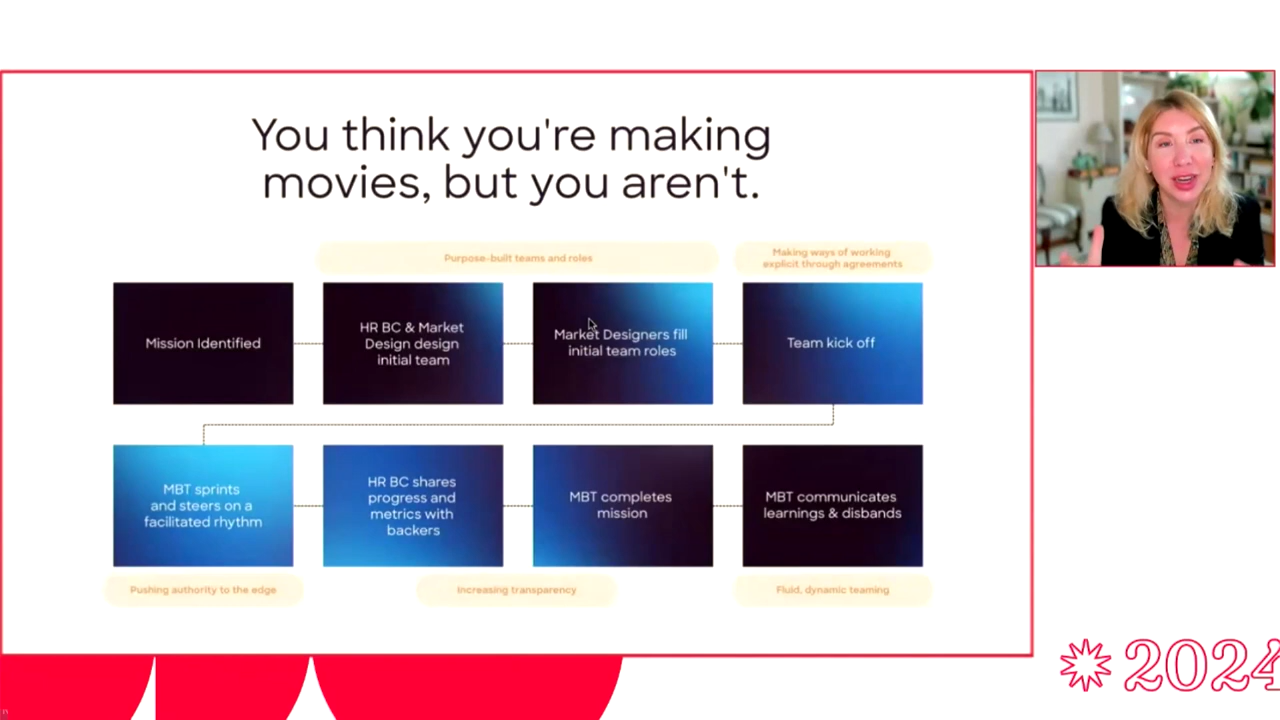 You think you're making
movies, but you aren't.
Purpose-built teams and roles
Making ways of working
explicit through agreements
Mission Identified
HR BC & Market
Design design
initial team
Market Designers fill
initial team roles
Team kick off
MBT sprints
and steers on a
facilitated rhythm
HR BC shares
progress and
metrics with
backers
MBT completes
mission
MBT communicates
learnings & disbands
Pushing authority to the edge
Increasing transparency
Fluid, dynamic teaming
2024